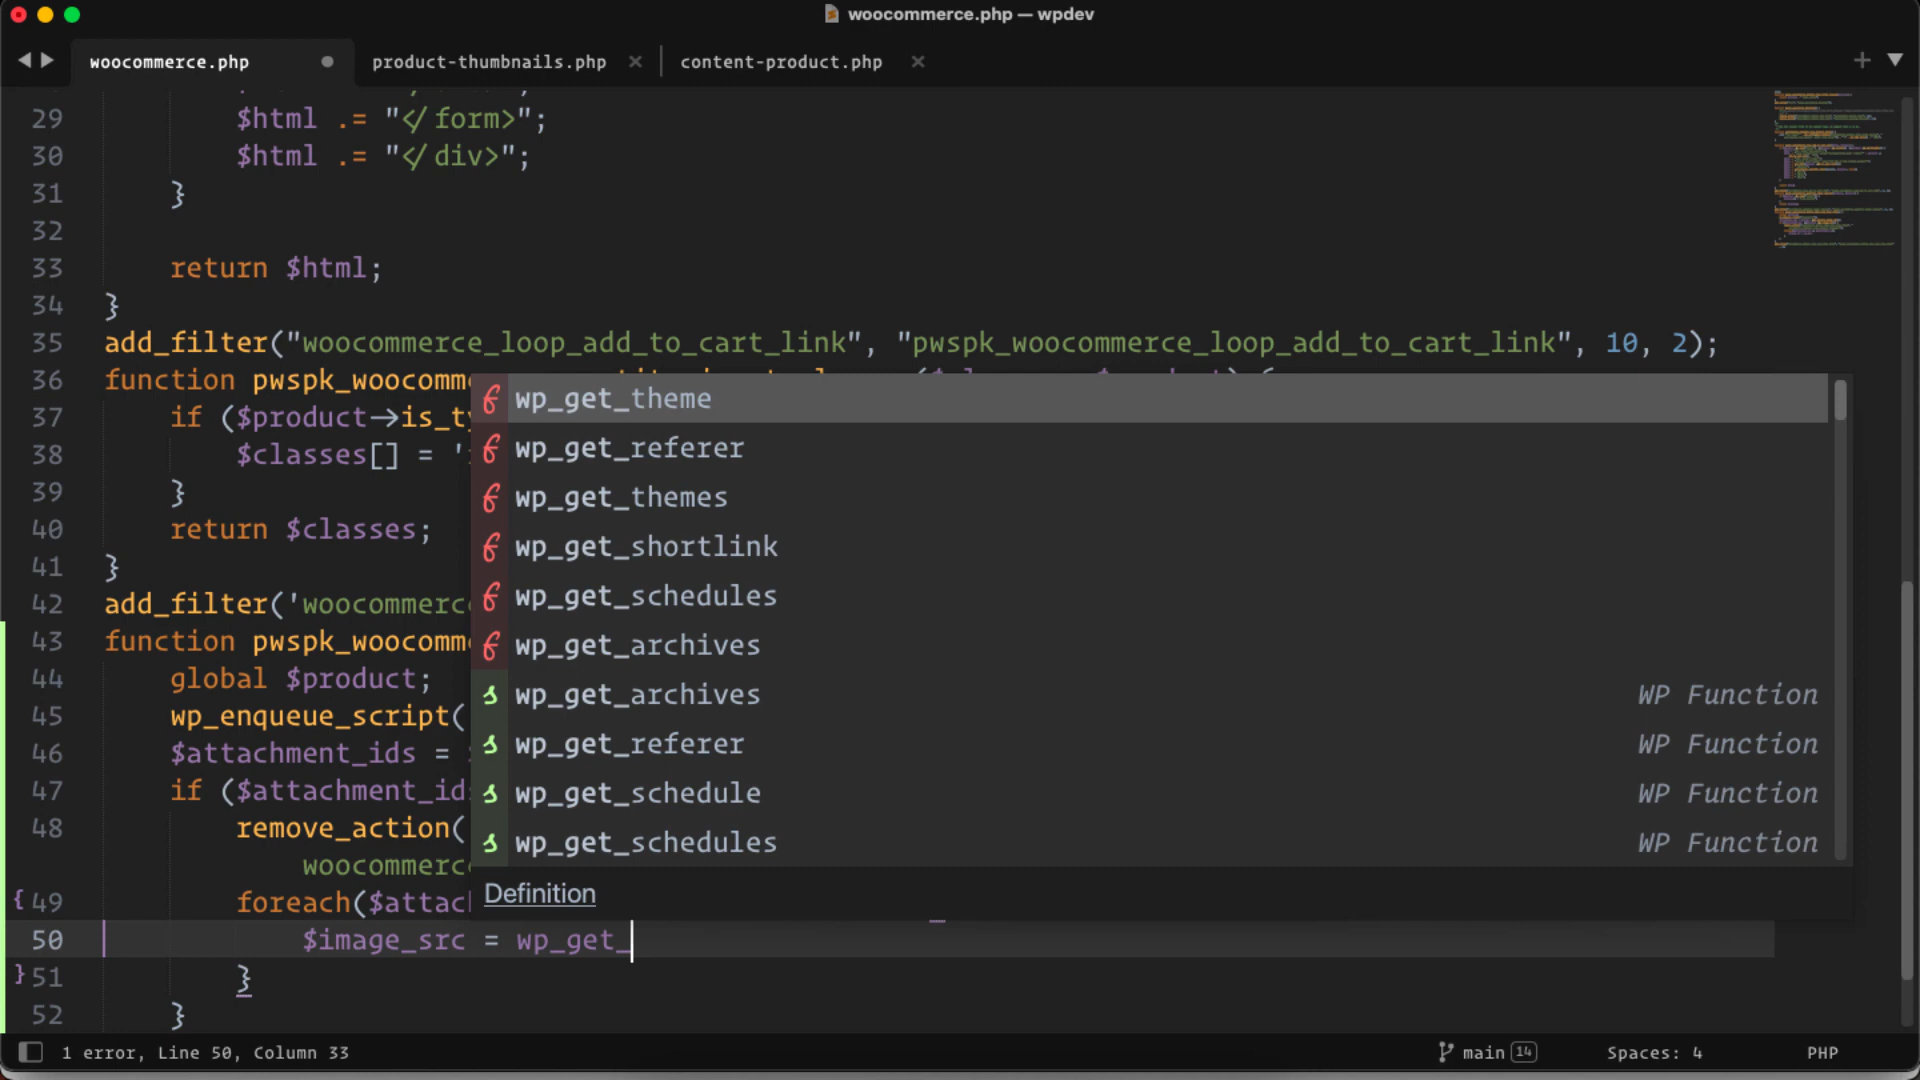 woocommerce.php — wpdev
woocommerce.php
product-thumbnails.php
content-product.php
29 $html .= "</form>";
30 $html .= "</div>";
31 }
32
33 return $html;
34 }
35 add_filter("woocommerce_loop_add_to_cart_link", "pwspk_woocommerce_loop_add_to_cart_link", 10, 2);
36 function pwspk_woocomm
37 if ($product->is_ty
38 $classes[] = '
39 }
40 return $classes;
41 }
42 add_filter('woocommerc
43 function pwspk_woocomm
44 global $product;
45 wp_enqueue_script(
46 $attachment_ids =
47 if ($attachment_id
48 remove_action(
woocommerc
{ 49 foreach($attac
50 $image_src = wp_get_
} 51 }
52 }
wp_get_theme
wp_get_referer
wp_get_themes
wp_get_shortlink
wp_get_schedules
wp_get_archives
wp_get_archives WP Function
wp_get_referer WP Function
wp_get_schedule WP Function
wp_get_schedules WP Function
Definition
1 error, Line 50, Column 33
main 14
Spaces: 4
PHP